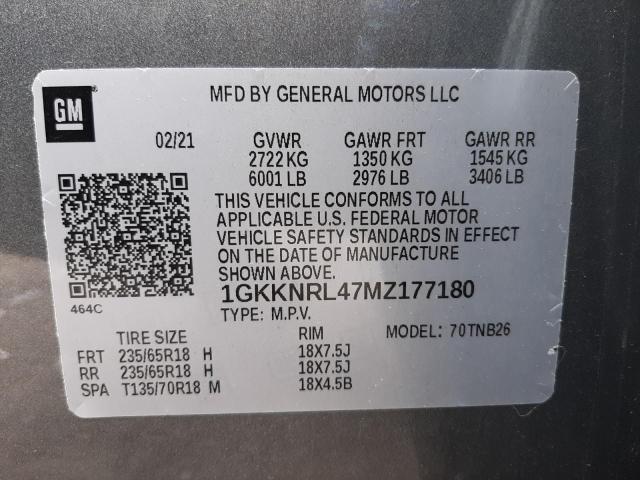 GM
MFD BY GENERAL MOTORS LLC
02/21 GVWR GAWR FRT GAWR RR
2722 KG 1350 KG 1545 KG
6001 LB 2976 LB 3406 LB
THIS VEHICLE CONFORMS TO ALL
APPLICABLE U.S. FEDERAL MOTOR
VEHICLE SAFETY STANDARDS IN EFFECT
ON THE DATE OF MANUFACTURE
SHOWN ABOVE.
464C
1GKKNRL47MZ177180
TYPE: M.P.V.
TIRE SIZE RIM MODEL: 70TNB26
FRT 235/65R18 H 18X7.5J
RR 235/65R18 H 18X7.5J
SPA T135/70R18 M 18X4.5B